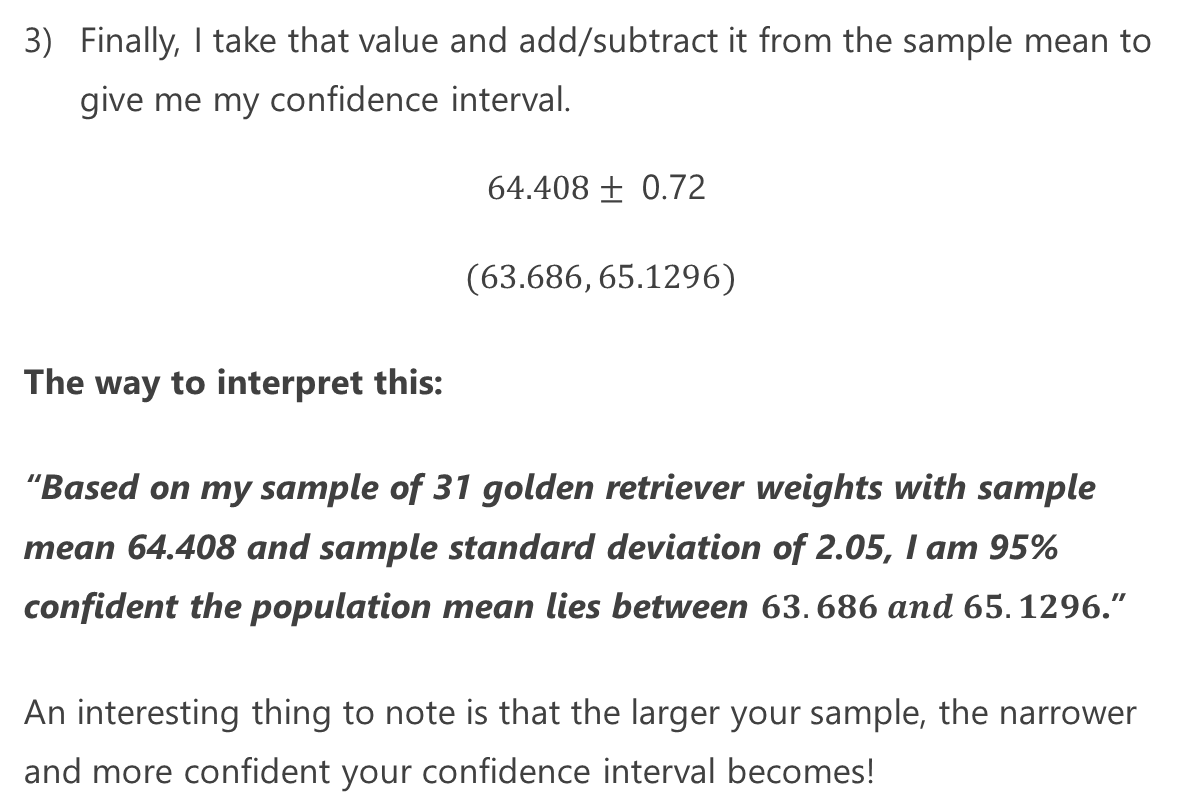 3) Finally, I take that value and add/subtract it from the sample mean to
give me my confidence interval.
64.408 ± 0.72
(63.686, 65.1296)
The way to interpret this:
“Based on my sample of 31 golden retriever weights with sample
mean 64.408 and sample standard deviation of 2.05, I am 95%
confident the population mean lies between 63.686 and 65.1296.”
An interesting thing to note is that the larger your sample, the narrower
and more confident your confidence interval becomes!